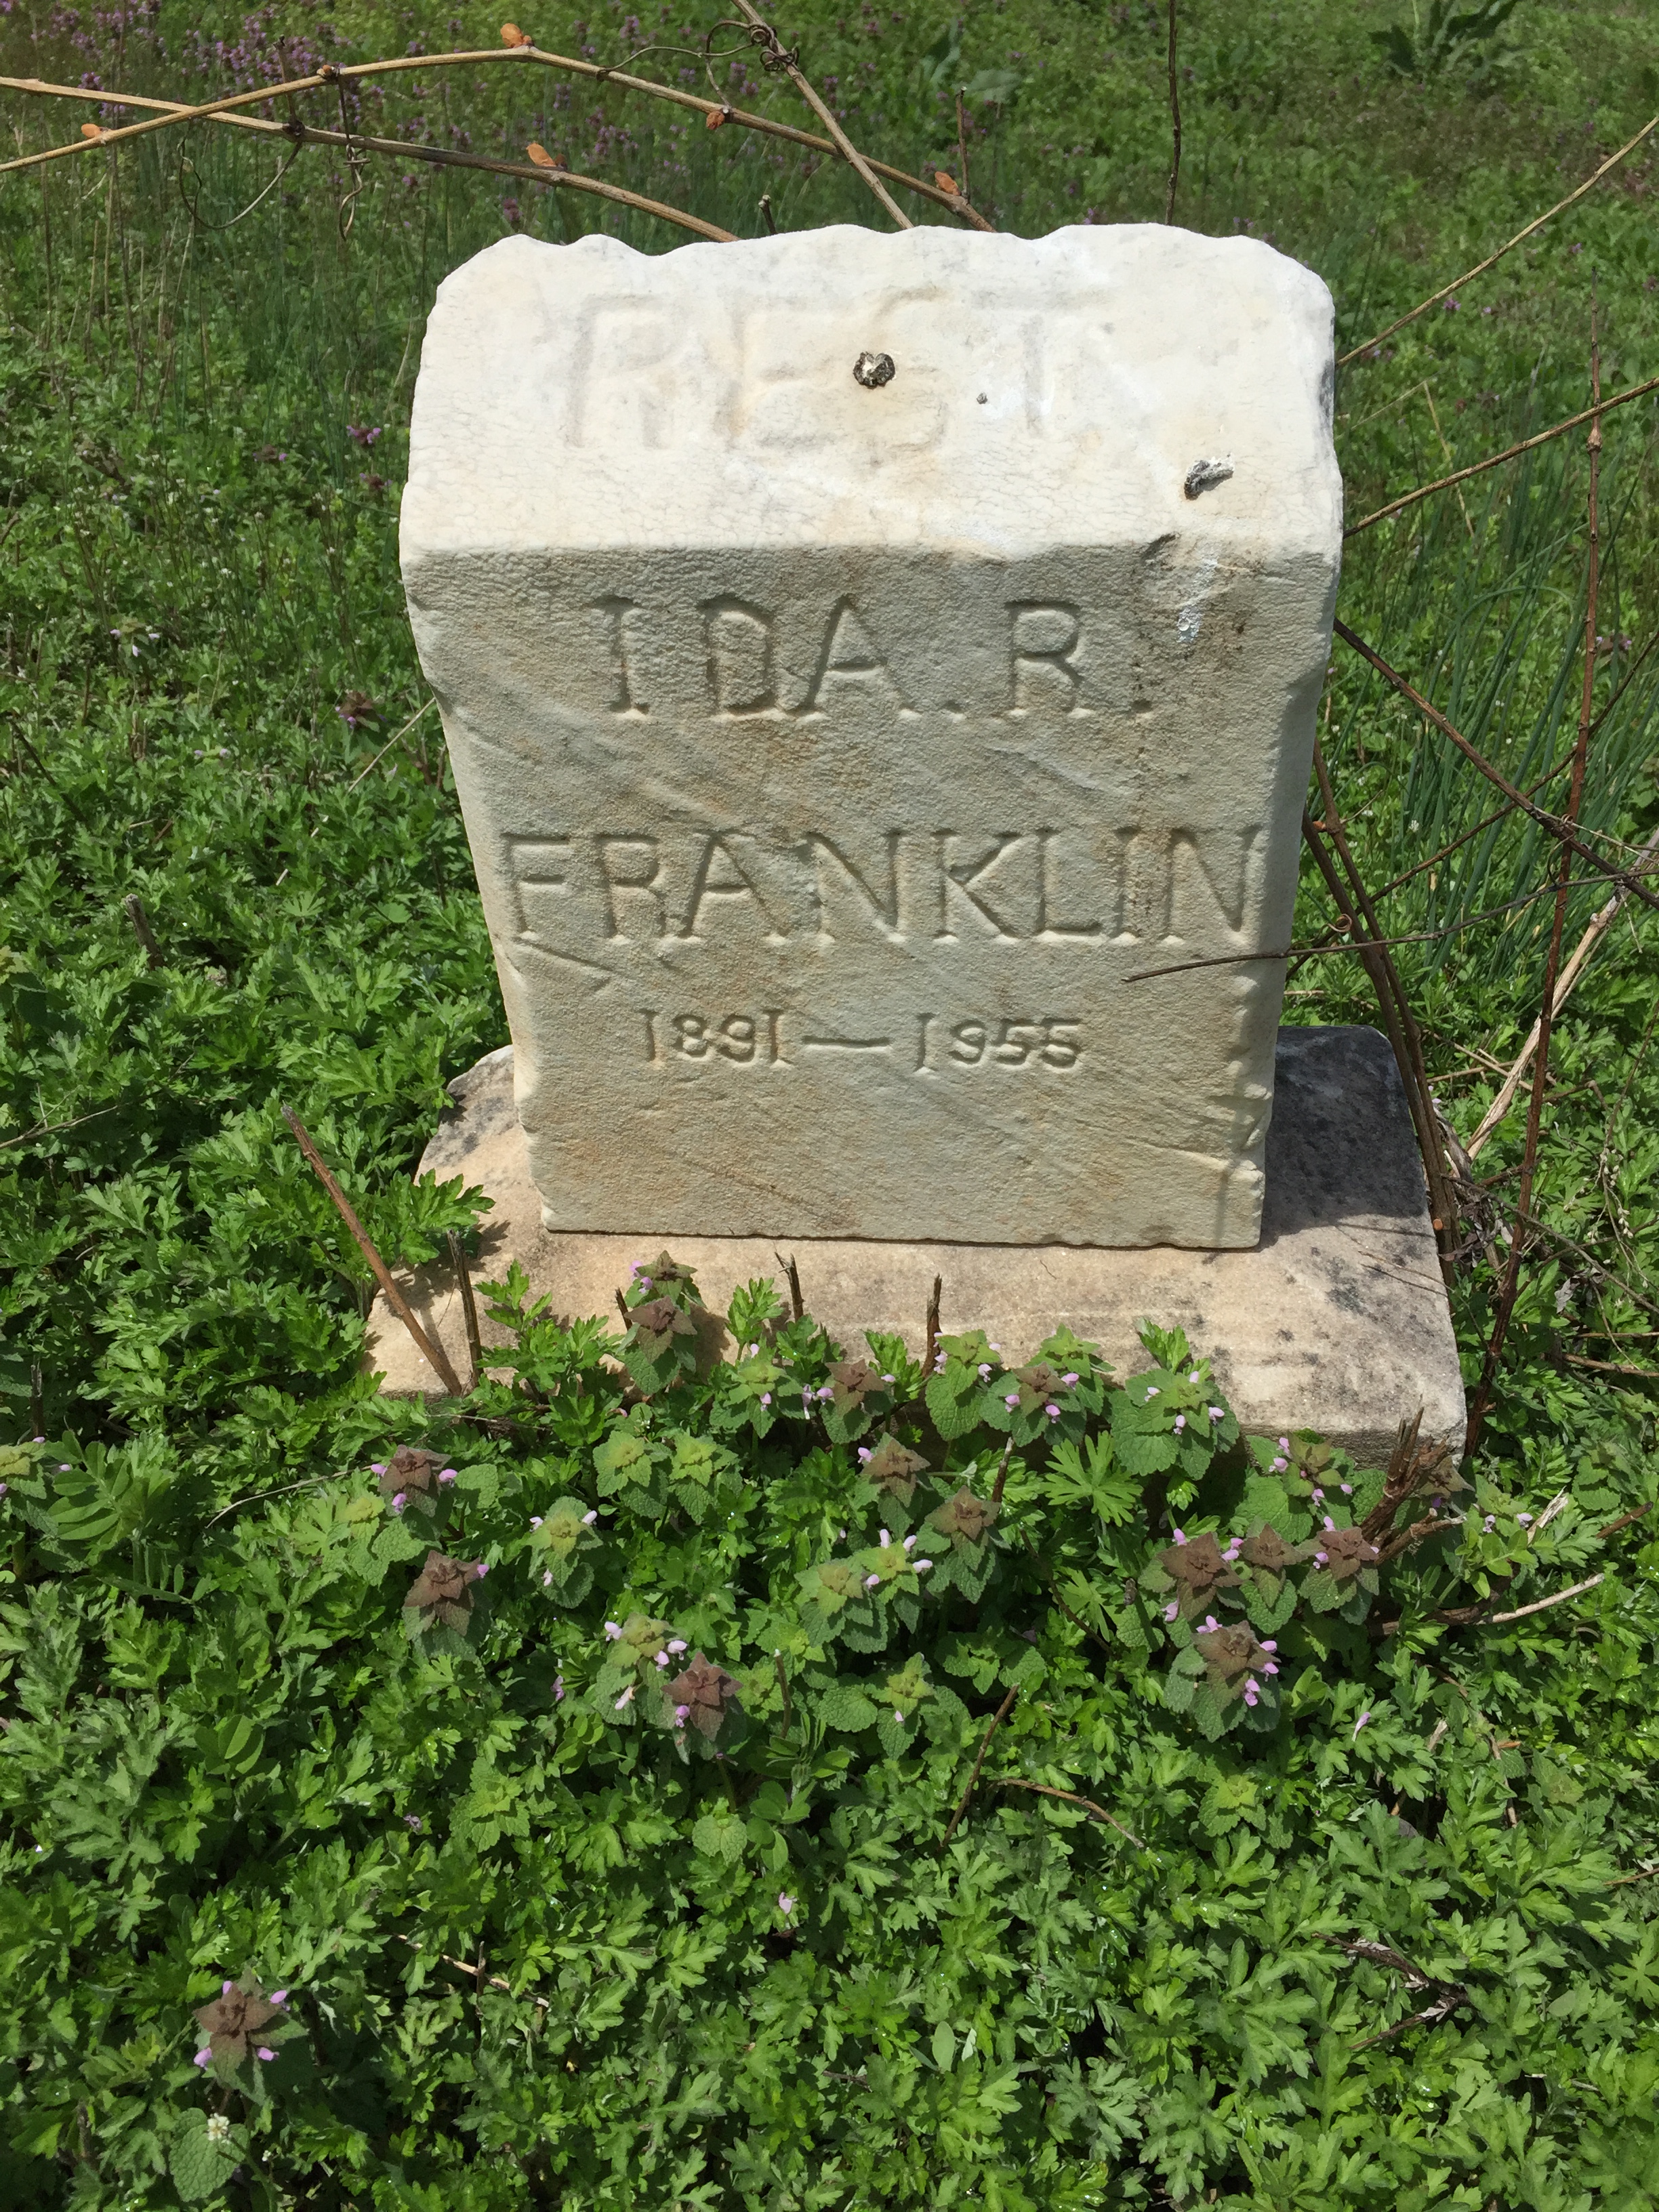 REST
IDA. R.
FRANKLIN
1891—1955